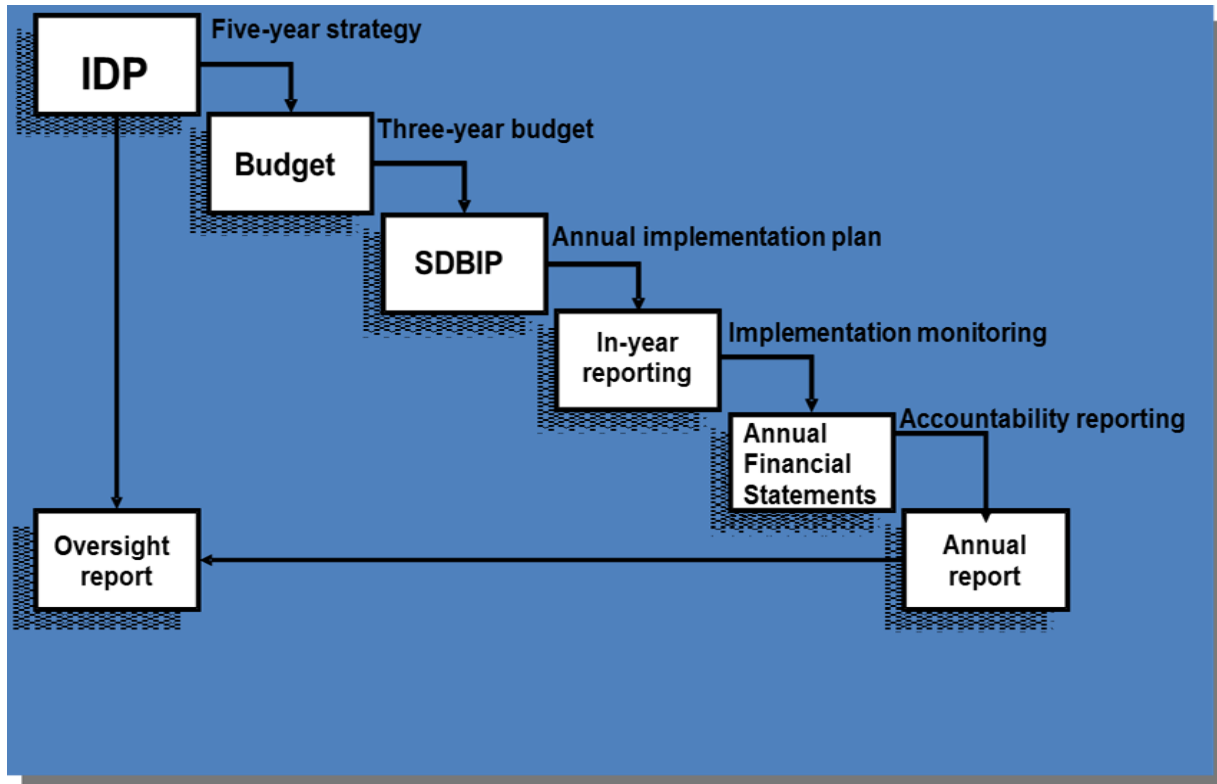 Five-year strategy
IDP
Three-year budget
Budget
Annual implementation plan
SDBIP
Implementation monitoring
In-year
reporting
Accountability reporting
Annual
Financial
Statements
Oversight
report
Annual
report